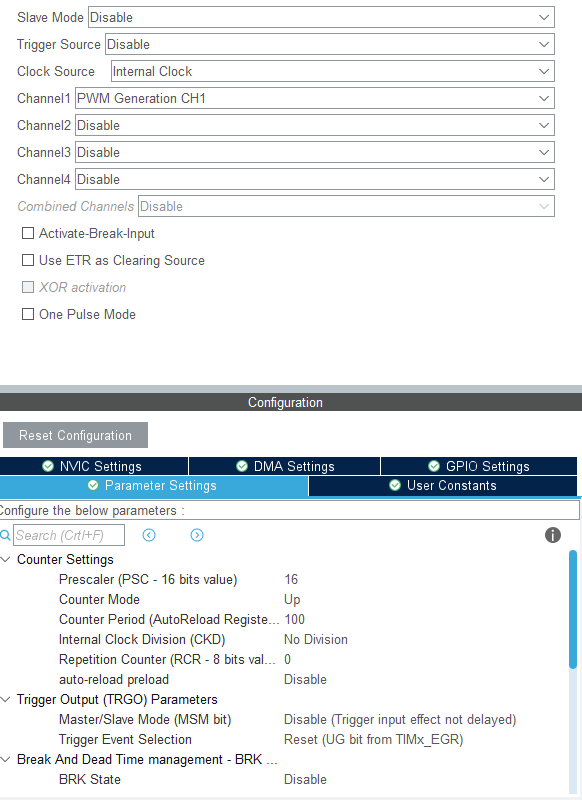 Slave Mode Disable
Trigger Source Disable
Clock Source Internal Clock
Channel1 PWM Generation CH1
Channel2 Disable
Channel3 Disable
Channel4 Disable
Combined Channels Disable
Activate-Break-Input
Use ETR as Clearing Source
XOR activation
One Pulse Mode
Configuration
Reset Configuration
NVIC Settings DMA Settings GPIO Settings
Parameter Settings User Constants
Configure the below parameters :
Search (Crtl+F)
Counter Settings
Prescaler (PSC - 16 bits value) 16
Counter Mode Up
Counter Period (AutoReload Registe... 100
Internal Clock Division (CKD) No Division
Repetition Counter (RCR - 8 bits val... 0
auto-reload preload Disable
Trigger Output (TRGO) Parameters
Master/Slave Mode (MSM bit) Disable (Trigger input effect not delayed)
Trigger Event Selection Reset (UG bit from TIMx_EGR)
Break And Dead Time management - BRK ...
BRK State Disable